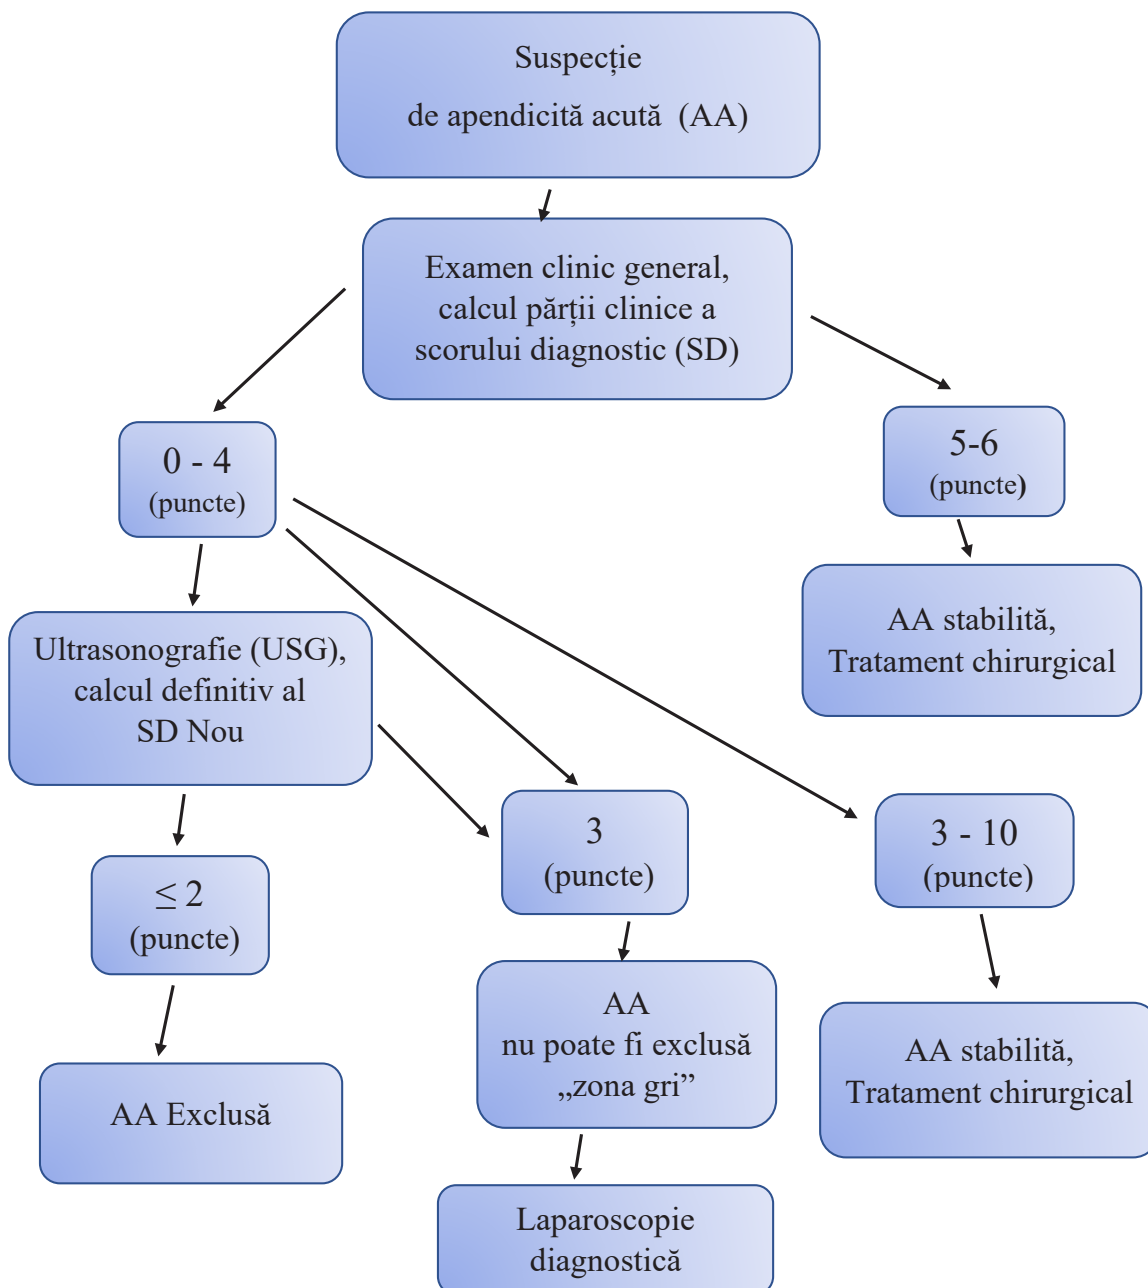 Suspecție
de apendicită acută (AA)
Examen clinic general,
calcul părții clinice a
scorului diagnostic (SD)
0 - 4
(puncte)
5-6
(puncte)
Ultrasonografie (USG),
calcul definitiv al
SD Nou
AA stabilită,
Tratament chirurgical
≤ 2
(puncte)
3
(puncte)
3 - 10
(puncte)
AA Exclusă
AA
nu poate fi exclusă
„zona gri”
AA stabilită,
Tratament chirurgical
Laparoscopie
diagnostică